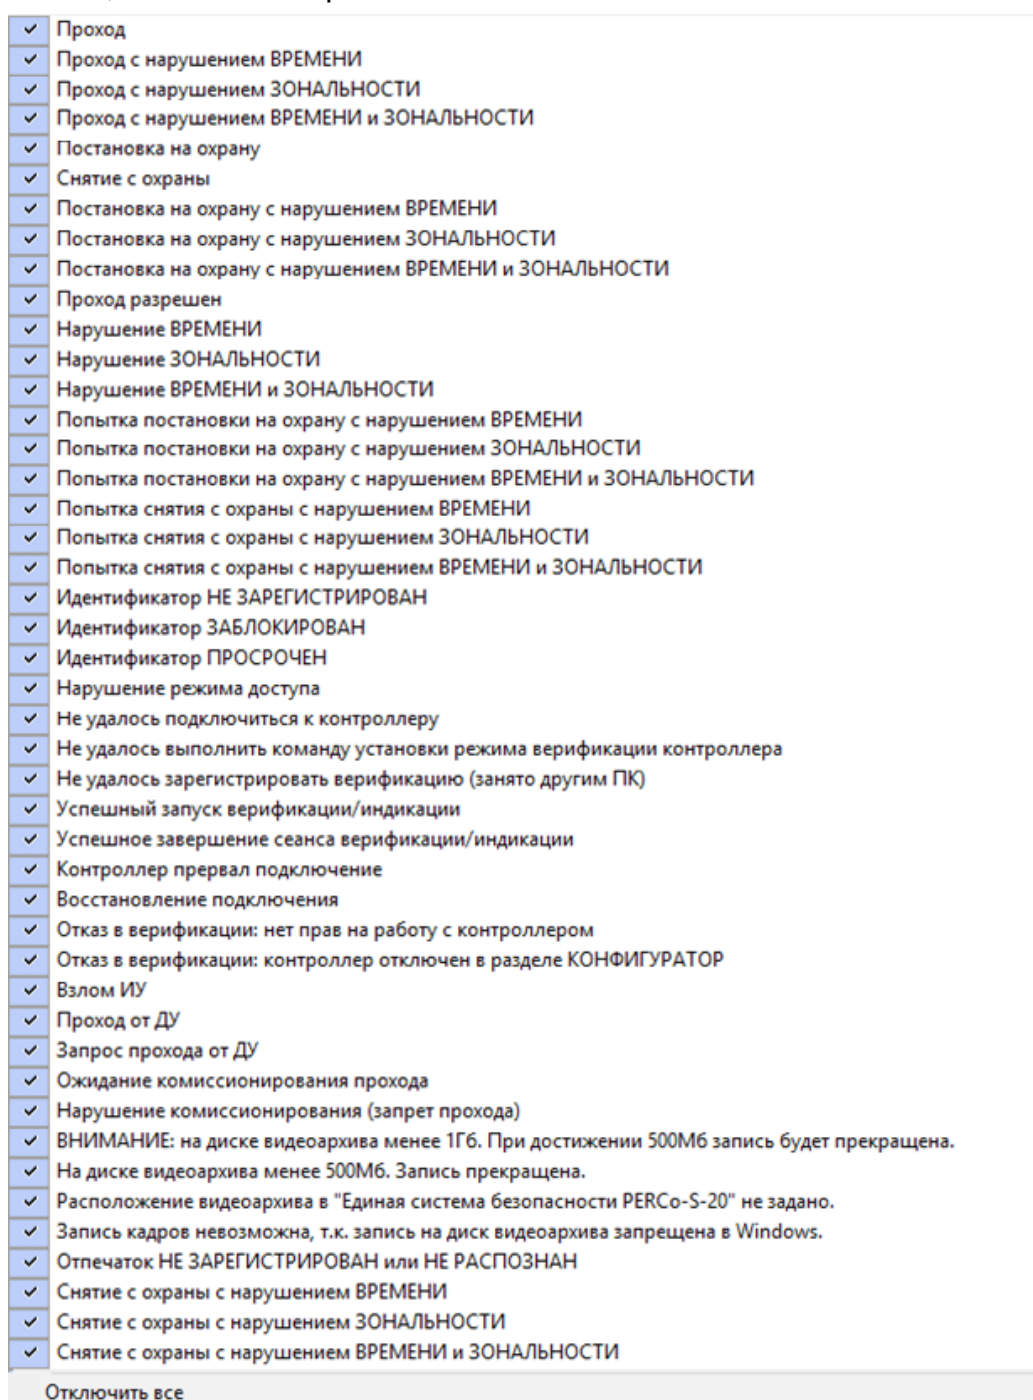 Проход
Проход с нарушением ВРЕМЕНИ
Проход с нарушением ЗОНАЛЬНОСТИ
Проход с нарушением ВРЕМЕНИ и ЗОНАЛЬНОСТИ
Постановка на охрану
Снятие с охраны
Постановка на охрану с нарушением ВРЕМЕНИ
Постановка на охрану с нарушением ЗОНАЛЬНОСТИ
Постановка на охрану с нарушением ВРЕМЕНИ и ЗОНАЛЬНОСТИ
Проход разрешен
Нарушение ВРЕМЕНИ
Нарушение ЗОНАЛЬНОСТИ
Нарушение ВРЕМЕНИ и ЗОНАЛЬНОСТИ
Попытка постановки на охрану с нарушением ВРЕМЕНИ
Попытка постановки на охрану с нарушением ЗОНАЛЬНОСТИ
Попытка постановки на охрану с нарушением ВРЕМЕНИ и ЗОНАЛЬНОСТИ
Попытка снятия с охраны с нарушением ВРЕМЕНИ
Попытка снятия с охраны с нарушением ЗОНАЛЬНОСТИ
Попытка снятия с охраны с нарушением ВРЕМЕНИ и ЗОНАЛЬНОСТИ
Идентификатор НЕ ЗАРЕГИСТРИРОВАН
Идентификатор ЗАБЛОКИРОВАН
Идентификатор ПРОСРОЧЕН
Нарушение режима доступа
Не удалось подключиться к контроллеру
Не удалось выполнить команду установки режима верификации контроллера
Не удалось зарегистрировать верификацию (занято другим ПК)
Успешный запуск верификации/индикации
Успешное завершение сеанса верификации/индикации
Контроллер прервал подключение
Восстановление подключения
Отказ в верификации: нет прав на работу с контроллером
Отказ в верификации: контроллер отключен в разделе КОНФИГУРАТОР
Взлом ИУ
Проход от ДУ
Запрос прохода от ДУ
Ожидание комиссионирования прохода
Нарушение комиссионирования (запрет прохода)
ВНИМАНИЕ: на диске видеоархива менее 1Гб. При достижении 500Мб запись будет прекращена.
На диске видеоархива менее 500Мб. Запись прекращена.
Расположение видеоархива в "Единая система безопасности PERCo-S-20" не задано.
Запись кадров невозможна, т.к. запись на диск видеоархива запрещена в Windows.
Отпечаток НЕ ЗАРЕГИСТРИРОВАН или НЕ РАСПОЗНАН
Снятие с охраны с нарушением ВРЕМЕНИ
Снятие с охраны с нарушением ЗОНАЛЬНОСТИ
Снятие с охраны с нарушением ВРЕМЕНИ и ЗОНАЛЬНОСТИ
Отключить все